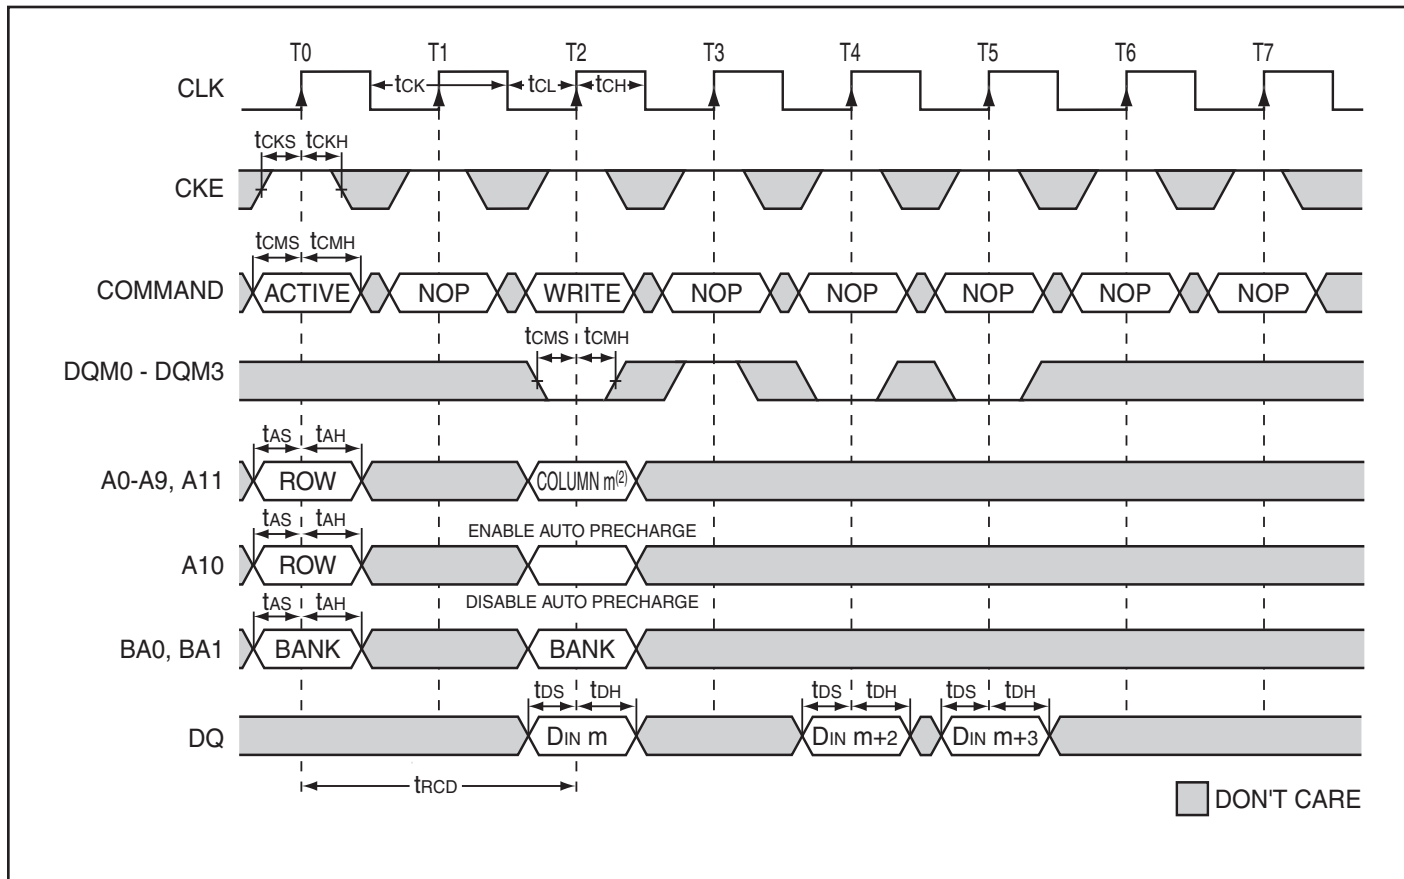 T0 T1 T2 T3 T4 T5 T6 T7
CLK tCK tCL tCH
tCKS tCKH
CKE
tCMS tCMH
COMMAND ACTIVE NOP WRITE NOP NOP NOP NOP NOP
tCMS tCMH
DQM0 - DQM3
tAS tAH
A0-A9, A11 ROW COLUMN m(2)
tAS tAH ENABLE AUTO PRECHARGE
A10 ROW
tAS tAH DISABLE AUTO PRECHARGE
BA0, BA1 BANK BANK
tDS tDH tDS tDH tDS tDH
DQ DIN m DIN m+2 DIN m+3
tRCD
DON'T CARE